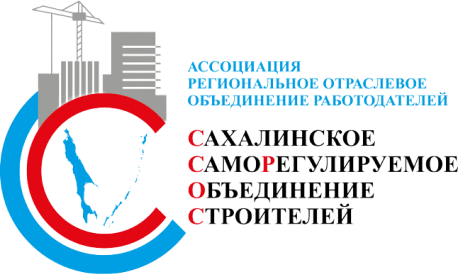 АССОЦИАЦИЯ
РЕГИОНАЛЬНОЕ ОТРАСЛЕВОЕ
ОБЪЕДИНЕНИЕ РАБОТОДАТЕЛЕЙ
САХАЛИНСКОЕ
САМОРЕГУЛИРУЕМОЕ
ОБЪЕДИНЕНИЕ
СТРОИТЕЛЕЙ